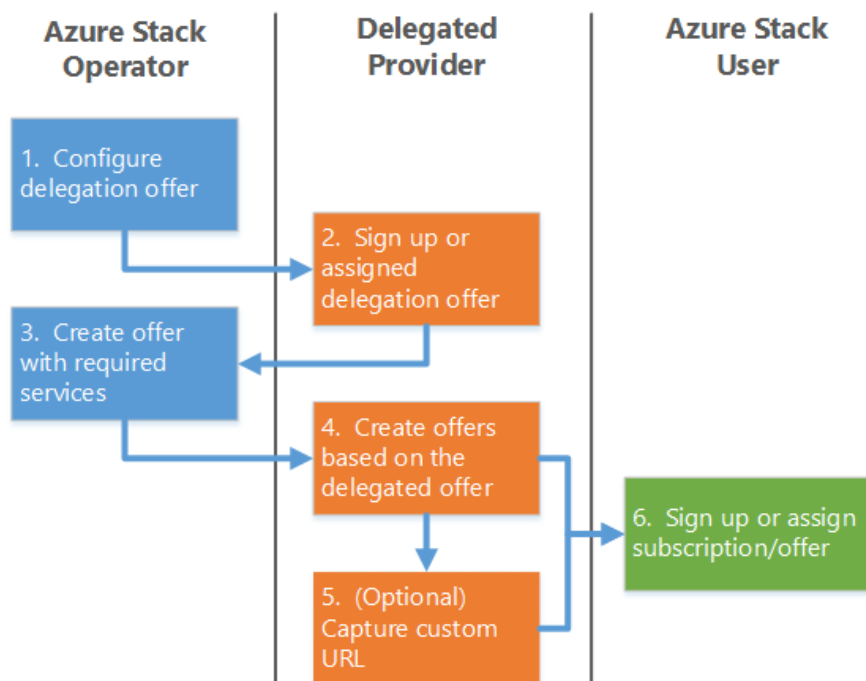 Azure Stack
Operator
Delegated
Provider
Azure Stack
User
1. Configure
delegation offer
2. Sign up or
assigned
delegation offer
3. Create offer
with required
services
4. Create offers
based on the
delegated offer
5. (Optional)
Capture custom
URL
6. Sign up or assign
subscription/offer